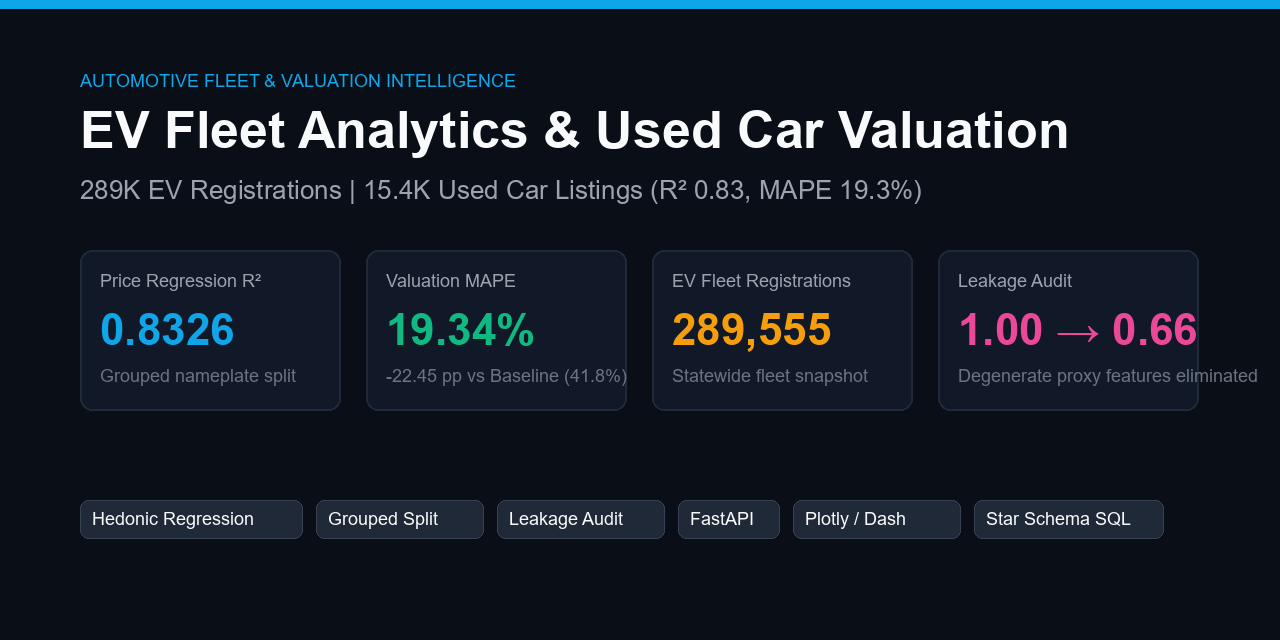 AUTOMOTIVE FLEET & VALUATION INTELLIGENCE
EV Fleet Analytics & Used Car Valuation
289K EV Registrations | 15.4K Used Car Listings (R² 0.83, MAPE 19.3%)
Price Regression R²
0.8326
Grouped nameplate split
Valuation MAPE
19.34%
-22.45 pp vs Baseline (41.8%)
EV Fleet Registrations
289,555
Statewide fleet snapshot
Leakage Audit
1.00 → 0.66
Degenerate proxy features eliminated
Hedonic Regression
Grouped Split
Leakage Audit
FastAPI
Plotly / Dash
Star Schema SQL